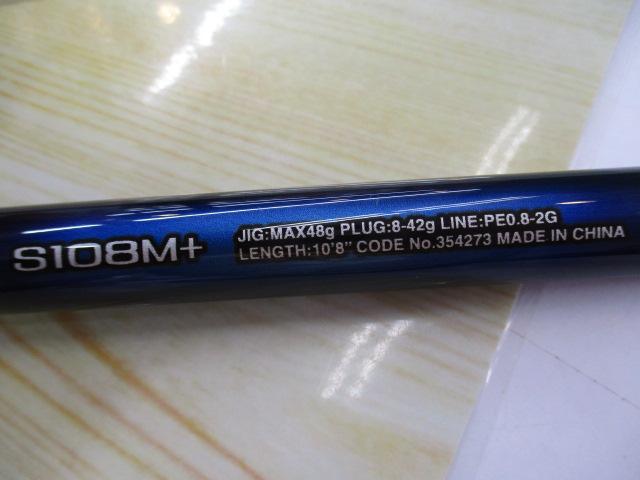 S108M+
JIG:MAX48g PLUG:8-42g LINE:PE0.8-2G
LENGTH:10'8" CODE No.354273 MADE IN CHINA